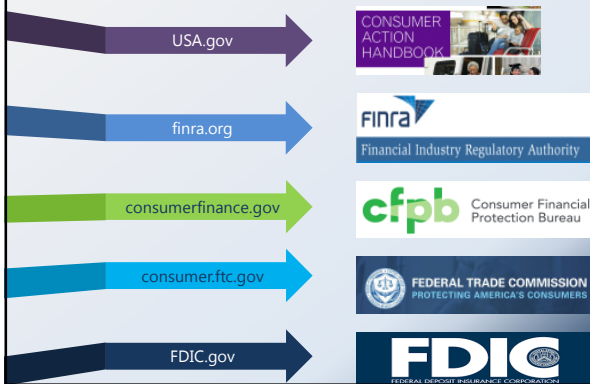 USA.gov
CONSUMER
ACTION
HANDBOOK
finra.org
FINRA
Financial Industry Regulatory Authority
consumerfinance.gov
cfpb
Consumer Financial
Protection Bureau
consumer.ftc.gov
FEDERAL TRADE COMMISSION
PROTECTING AMERICA'S CONSUMERS
FDIC.gov
FDIC
FEDERAL DEPOSIT INSURANCE CORPORATION